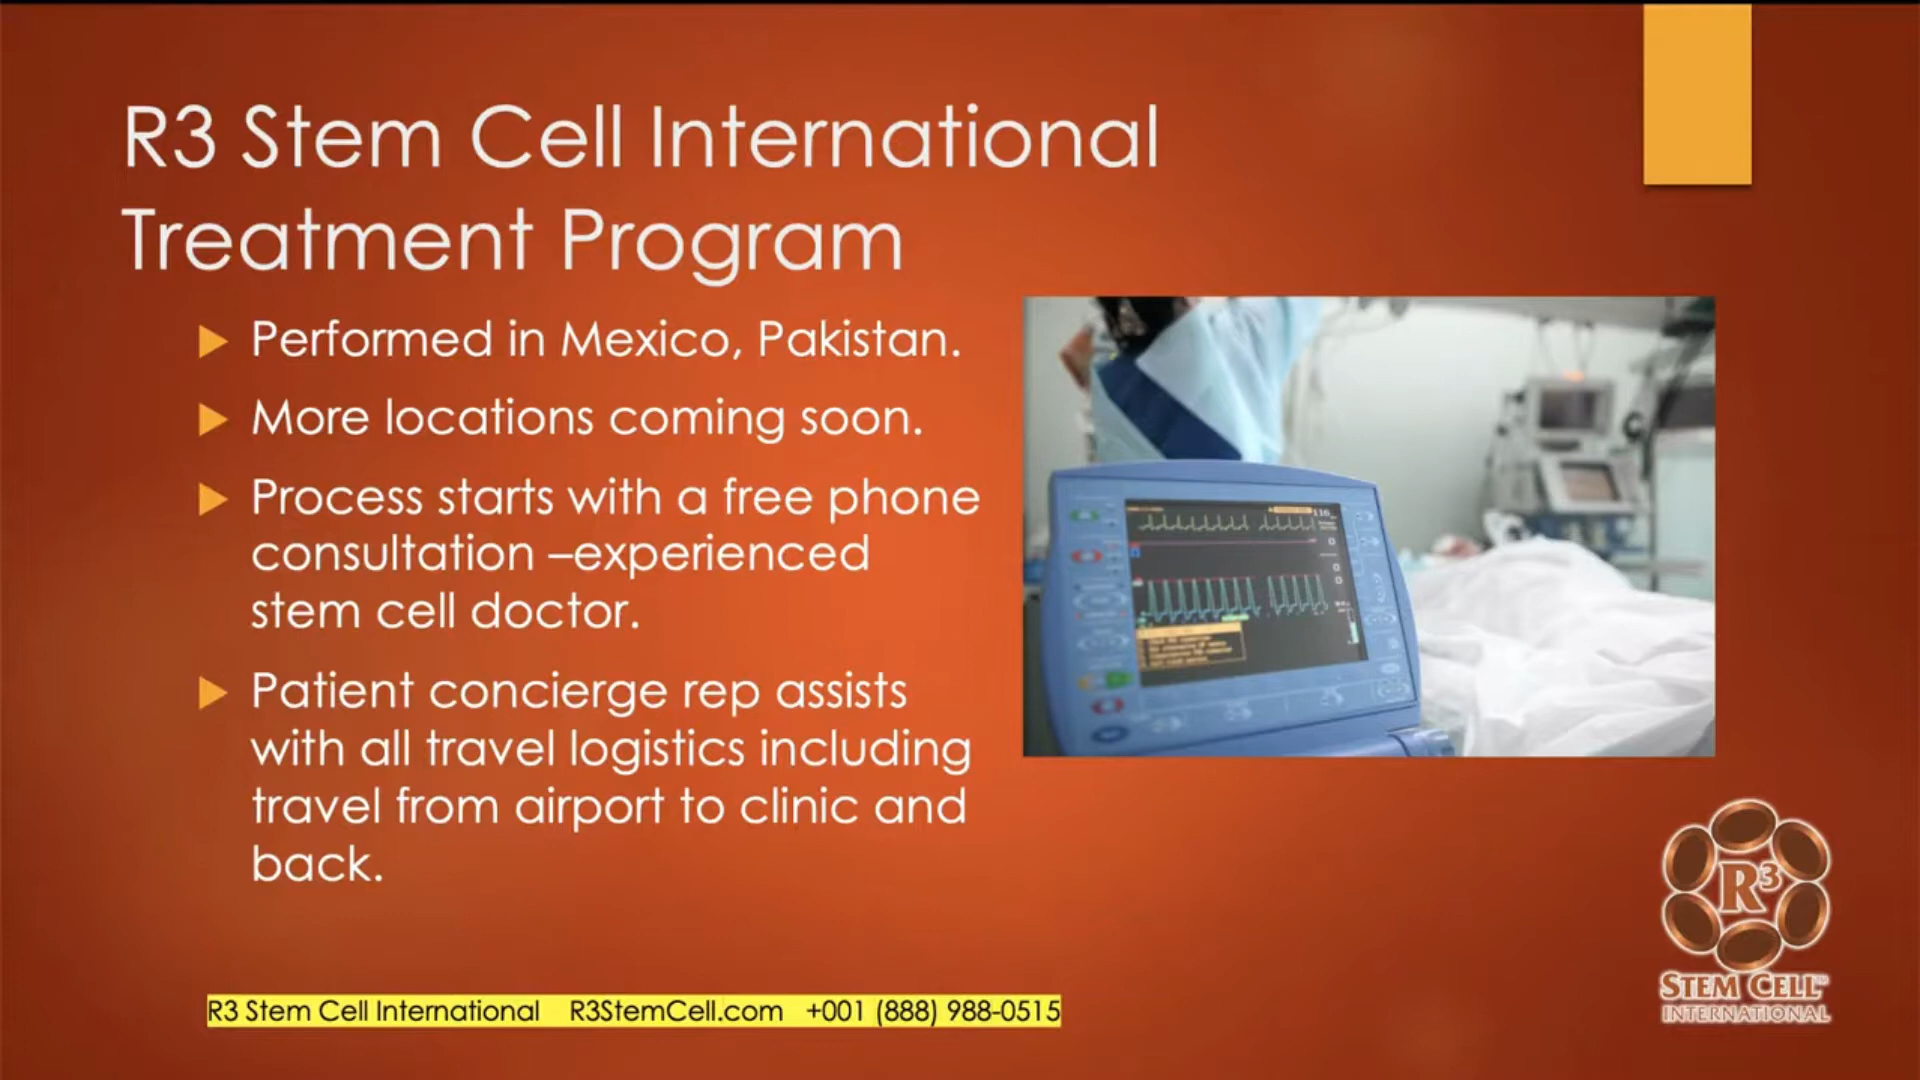 R3 Stem Cell International
Treatment Program
Performed in Mexico, Pakistan.
More locations coming soon.
Process starts with a free phone
consultation –experienced
stem cell doctor.
Patient concierge rep assists
with all travel logistics including
travel from airport to clinic and
back.
R3 Stem Cell International R3StemCell.com +001 (888) 988-0515
R3
STEM CELL™
INTERNATIONAL